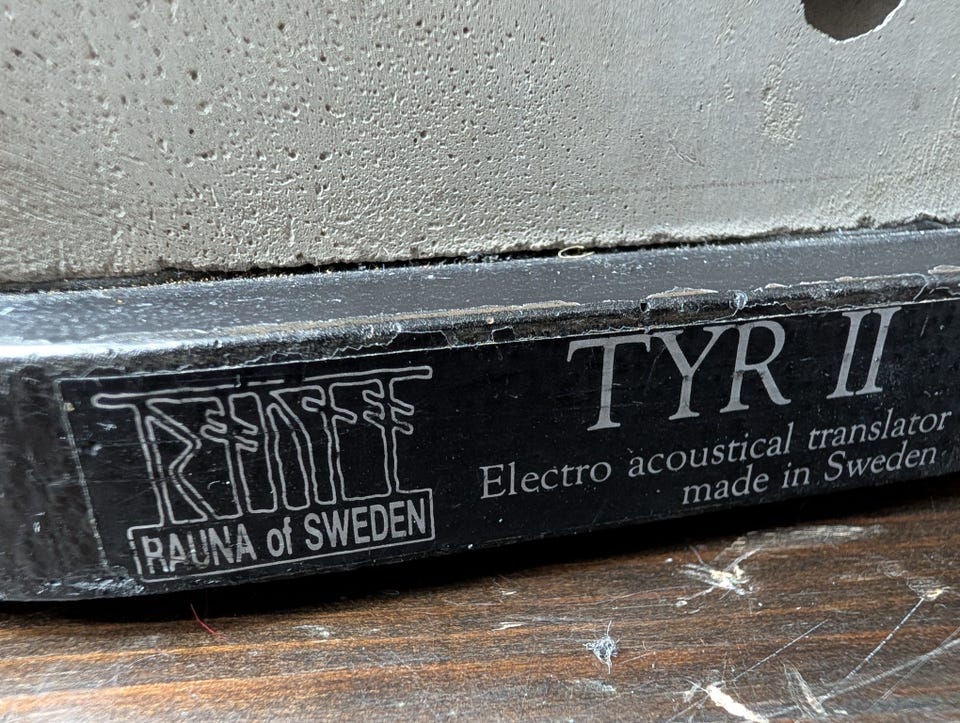 TYR II
Electro acoustical translator
made in Sweden
RAUNA of SWEDEN